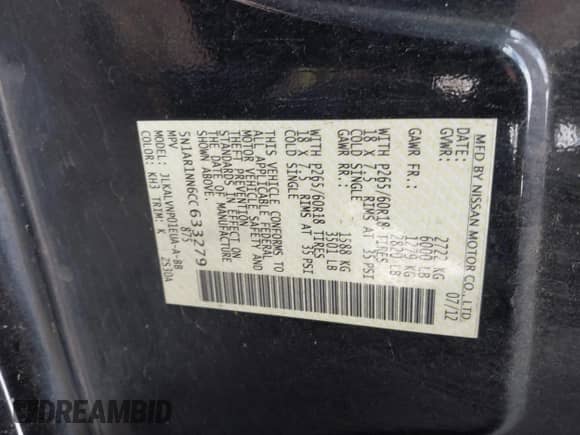 MFD BY NISSAN MOTOR CO.,LTD.
DATE: 07/12
GVWR: 2722 KG
6000 LB
GAWR FR: 1279 KG
2820 LB
WITH P265/60R18 TIRES
18 X 7.5 RIMS AT 35 PSI
COLD SINGLE
GAWR RR: 1588 KG
3501 LB
WITH P265/60R18 TIRES
18 X 7.5 RIMS AT 35 PSI
COLD SINGLE
THIS VEHICLE CONFORMS TO
ALL APPLICABLE FEDERAL
MOTOR VEHICLE SAFETY AND
THEFT PREVENTION
STANDARDS IN EFFECT ON
THE DATE OF MANUFACTURE
SHOWN ABOVE.
5N1AR1NN6CC633279
MPV 875
MODEL: JLKALVNP01EUA-A-BB
COLOR: KH3 TRIM: K ZS30A
DREAMBID